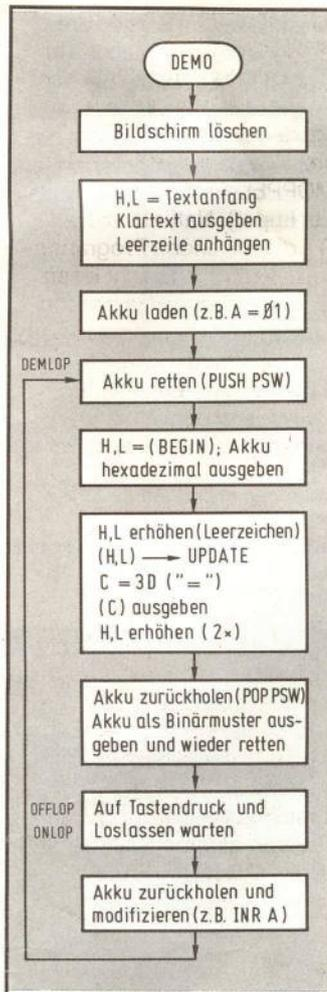 DEMO
Bildschirm löschen
H,L = Textanfang
Klartext ausgeben
Leerzeile anhängen
Akku laden (z.B. A = Ø1)
DEMLOP
Akku retten (PUSH PSW)
H,L = (BEGIN); Akku
hexadezimal ausgeben
H,L erhöhen (Leerzeichen)
(H,L) → UPDATE
C = 3D ("=")
(C) ausgeben
H,L erhöhen (2×)
Akku zurückholen (POP PSW)
Akku als Binärmuster aus-
geben und wieder retten
OFFLOP
ONLOP
Auf Tastendruck und
Loslassen warten
Akku zurückholen und
modifizieren (z.B. INR A)